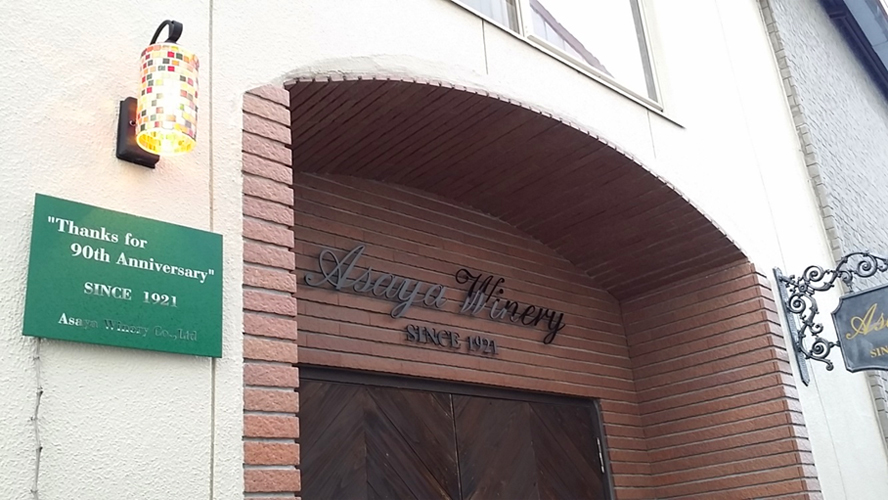 "Thanks for
90th Anniversary"
SINCE 1921
Asaya Winery Co.,Ltd
Asaya Winery
SINCE 1921